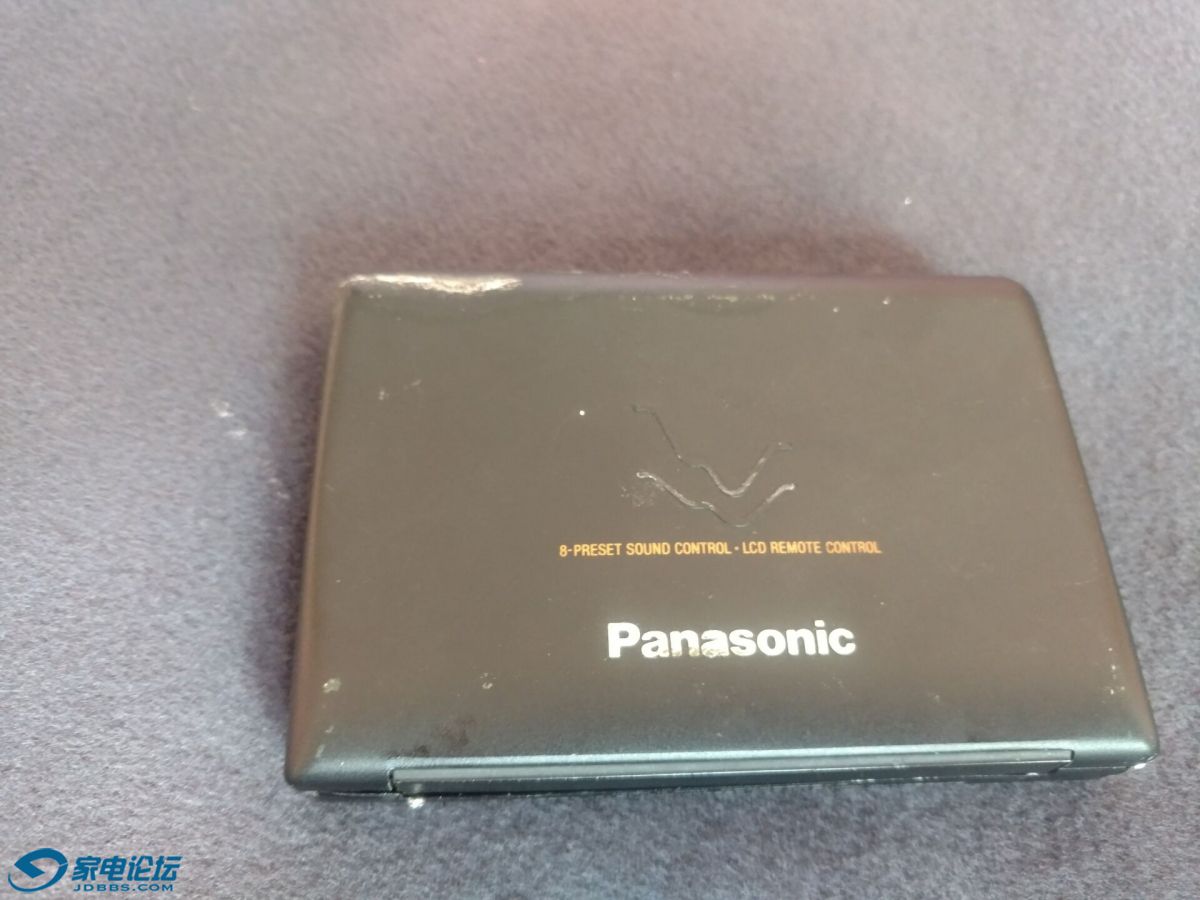 8-PRESET SOUND CONTROL · LCD REMOTE CONTROL
Panasonic
家电论坛
JDBBS.COM